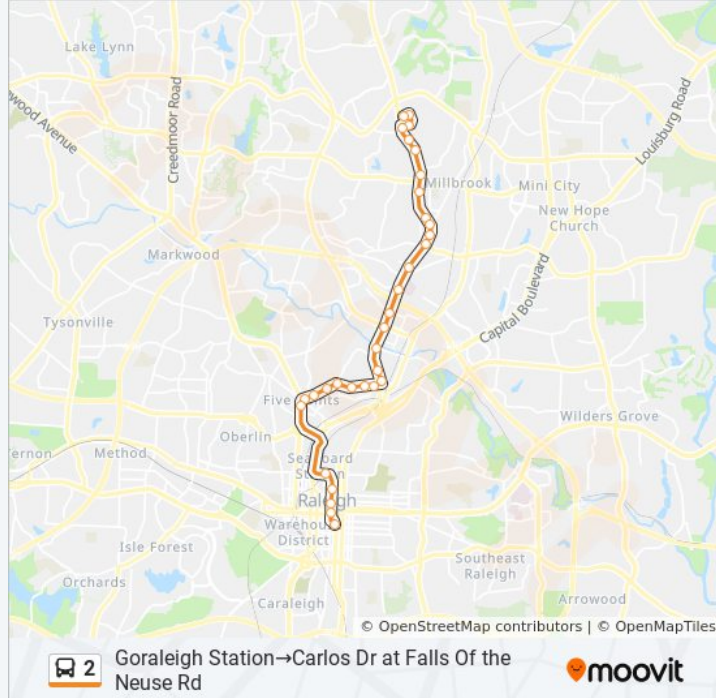 Lake Lynn
ewood Avenue
Creedmoor Road
Louisburg Road
Millbrook
Mini City
New Hope
Church
Markwood
Capital Boulevard
Tysonville
Five Points
Wilders Grove
Oberlin
Method
Seaboard
Station
Raleigh
Warehouse
District
Isle Forest
Southeast
Raleigh
Orchards
Arrowood
Caraleigh
© OpenStreetMap contributors | © OpenMapTiles
2
Goraleigh Station→Carlos Dr at Falls Of the
Neuse Rd
moovit